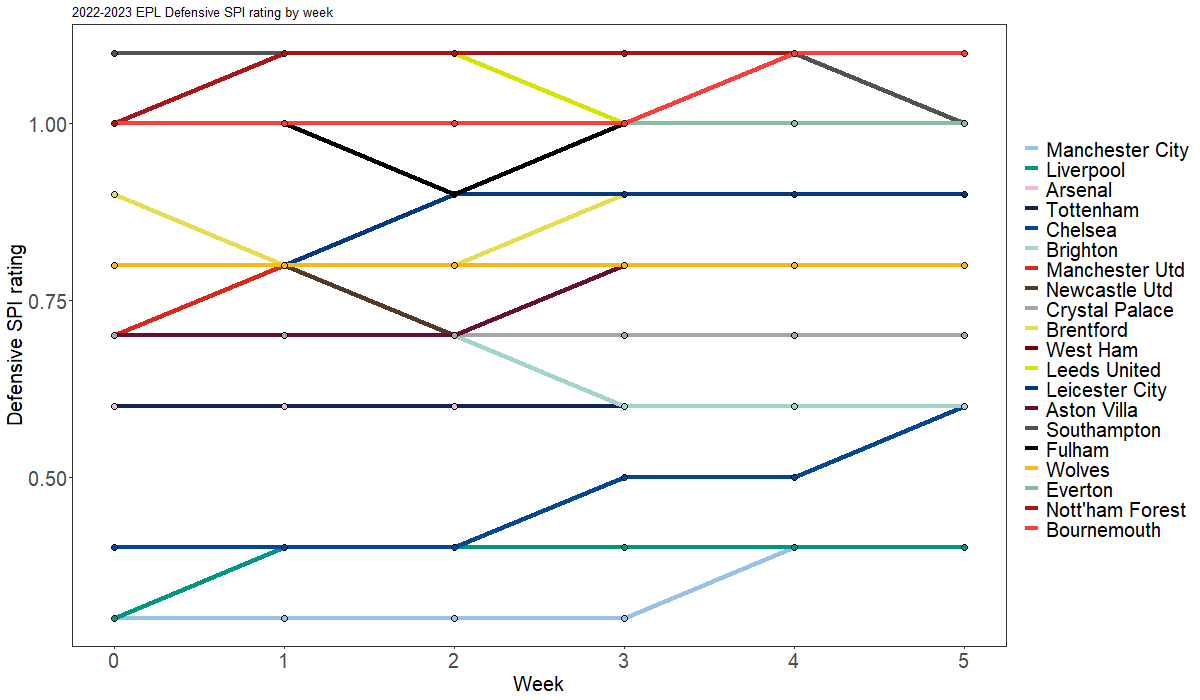 2022-2023 EPL Defensive SPI rating by week
Defensive SPI rating
1.00
0.75
0.50
0
1
2
3
4
5
Week
Manchester City
Liverpool
Arsenal
Tottenham
Chelsea
Brighton
Manchester Utd
Newcastle Utd
Crystal Palace
Brentford
West Ham
Leeds United
Leicester City
Aston Villa
Southampton
Fulham
Wolves
Everton
Nott'ham Forest
Bournemouth